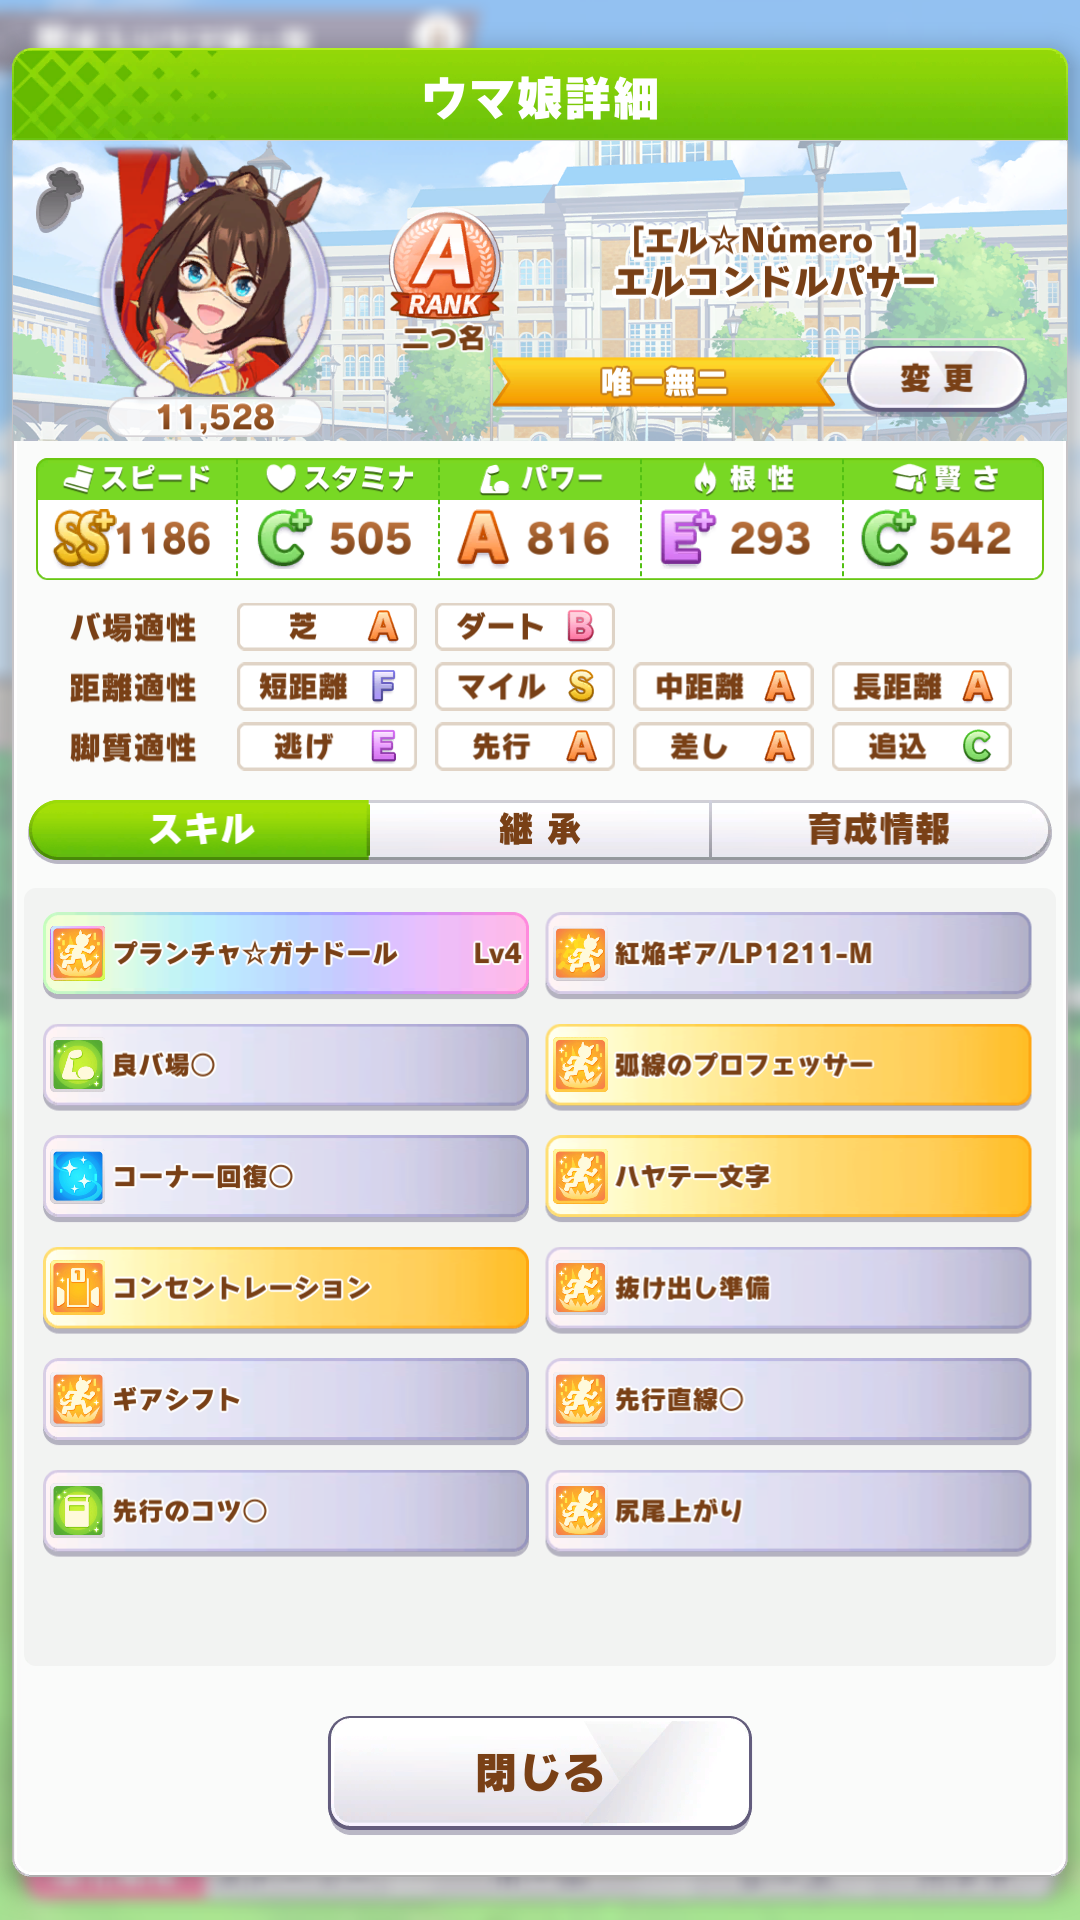 ウマ娘詳細
A
RANK
[エル☆Número 1]
エルコンドルパサー
二つ名
唯一無二
変更
11,528
スピード スタミナ パワー 根性 賢さ
SS+ 1186 C+ 505 A 816 E+ 293 C+ 542
バ場適性 芝 A ダート B
距離適性 短距離 F マイル S 中距離 A 長距離 A
脚質適性 逃げ E 先行 A 差し A 追込 C
スキル 継承 育成情報
プランチャ☆ガナドール Lv4
紅焔ギア/LP1211-M
良バ場○
弧線のプロフェッサー
コーナー回復○
ハヤテ一文字
1
コンセントレーション
抜け出し準備
ギアシフト
先行直線○
先行のコツ○
尻尾上がり
閉じる